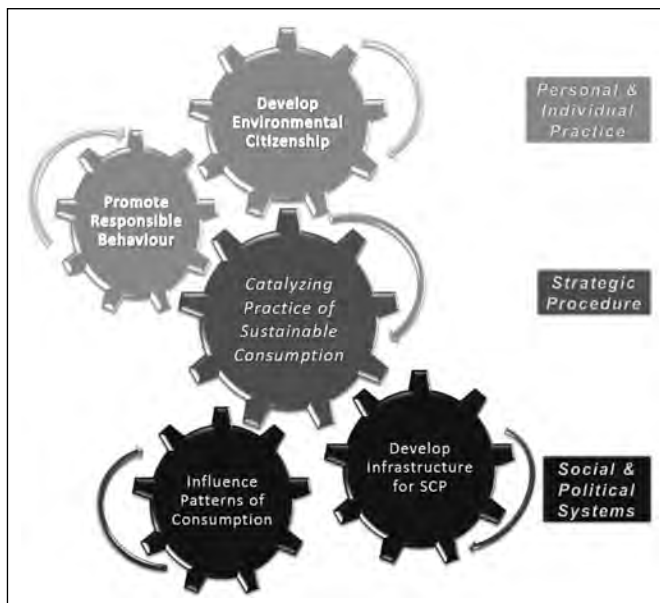 Develop
Environmental
Citizenship
Personal &
Individual
Practice
Promote
Responsible
Behaviour
Catalyzing
Practice of
Sustainable
Consumption
Strategic
Procedure
Influence
Patterns of
Consumption
Develop
Infrastructure
for SCP
Social &
Political
Systems